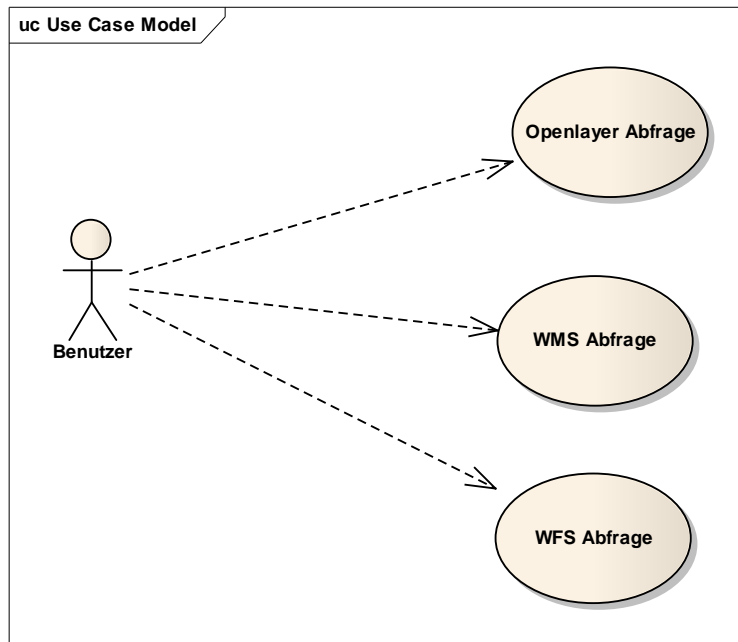 uc Use Case Model
Openlayer Abfrage
Benutzer
WMS Abfrage
WFS Abfrage